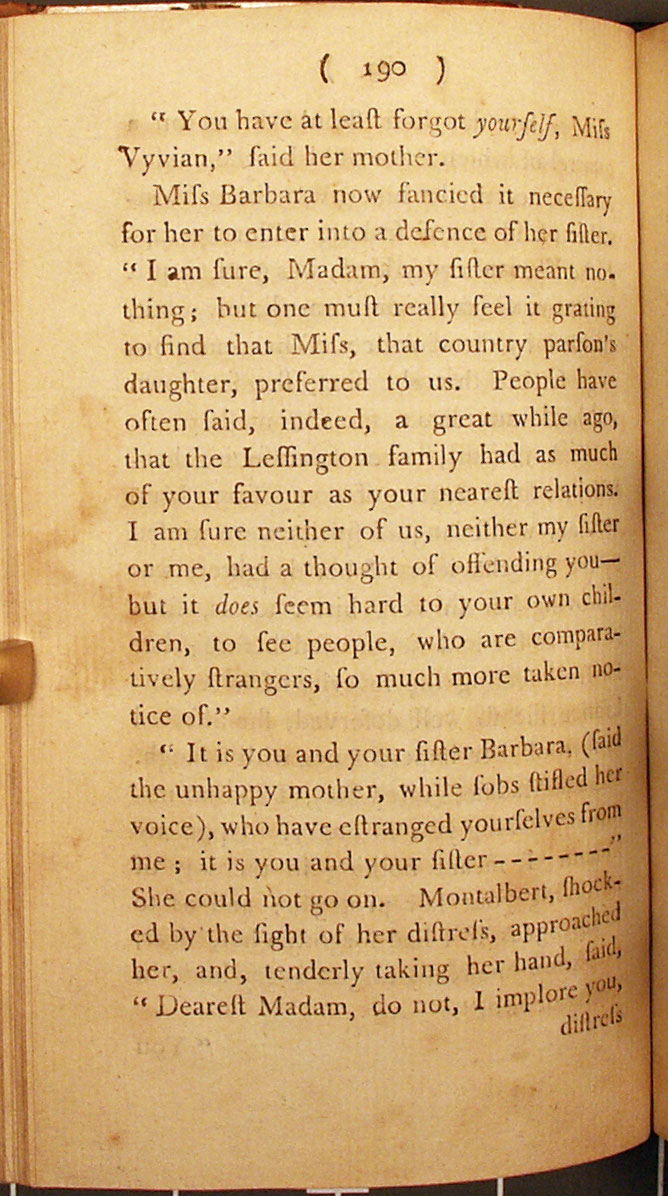 ( 190 )
“ You have at leaſt forgot yourſelf, Miſs
Vyvian,” ſaid her mother.
Miſs Barbara now fancied it neceſſary
for her to enter into a defence of her ſiſter.
“ I am ſure, Madam, my ſiſter meant no-
thing; but one muſt really feel it grating
to find that Miſs, that country parſon's
daughter, preferred to us. People have
often ſaid, indeed, a great while ago,
that the Leſſington family had as much
of your favour as your neareſt relations.
I am ſure neither of us, neither my ſiſter
or me, had a thought of offending you—
but it does ſeem hard to your own chil-
dren, to ſee people, who are compara-
tively ſtrangers, ſo much more taken no-
tice of.”
“ It is you and your ſiſter Barbara, (ſaid
the unhappy mother, while ſobs ſtifled her
voice), who have eſtranged yourſelves from
me ; it is you and your ſiſter - - - - - - - - -”
She could not go on. Montalbert, ſhock-
ed by the ſight of her diſtreſs, approached
her, and, tenderly taking her hand, ſaid,
“ Deareſt Madam, do not, I implore you,
diſtreſs